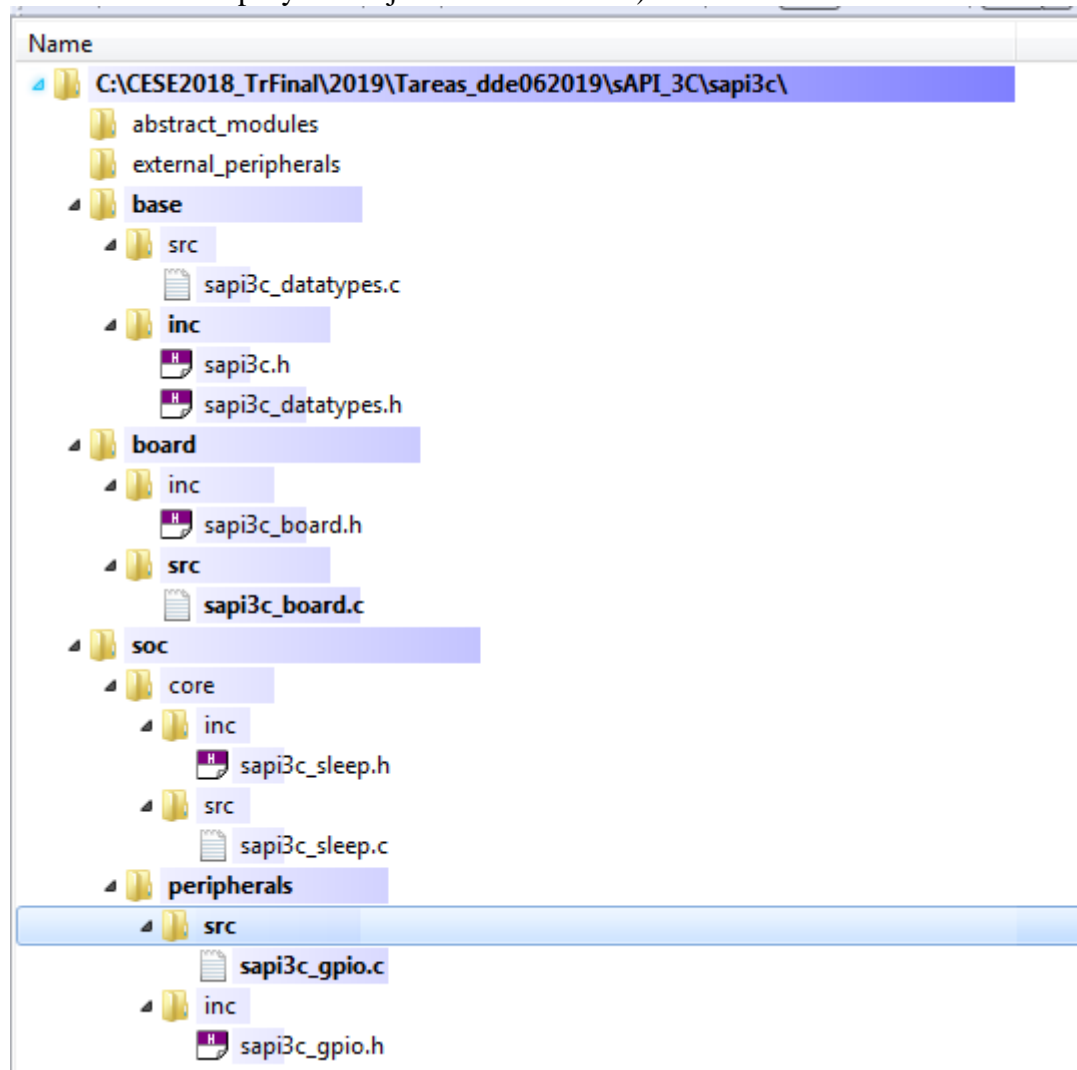 Name
C:\CESE2018_TrFinal\2019\Tareas_dde062019\sAPI_3C\sapi3c\
abstract_modules
external_peripherals
base
src
sapi3c_datatypes.c
inc
H sapi3c.h
H sapi3c_datatypes.h
board
inc
H sapi3c_board.h
src
sapi3c_board.c
soc
core
inc
H sapi3c_sleep.h
src
sapi3c_sleep.c
peripherals
src
sapi3c_gpio.c
inc
H sapi3c_gpio.h